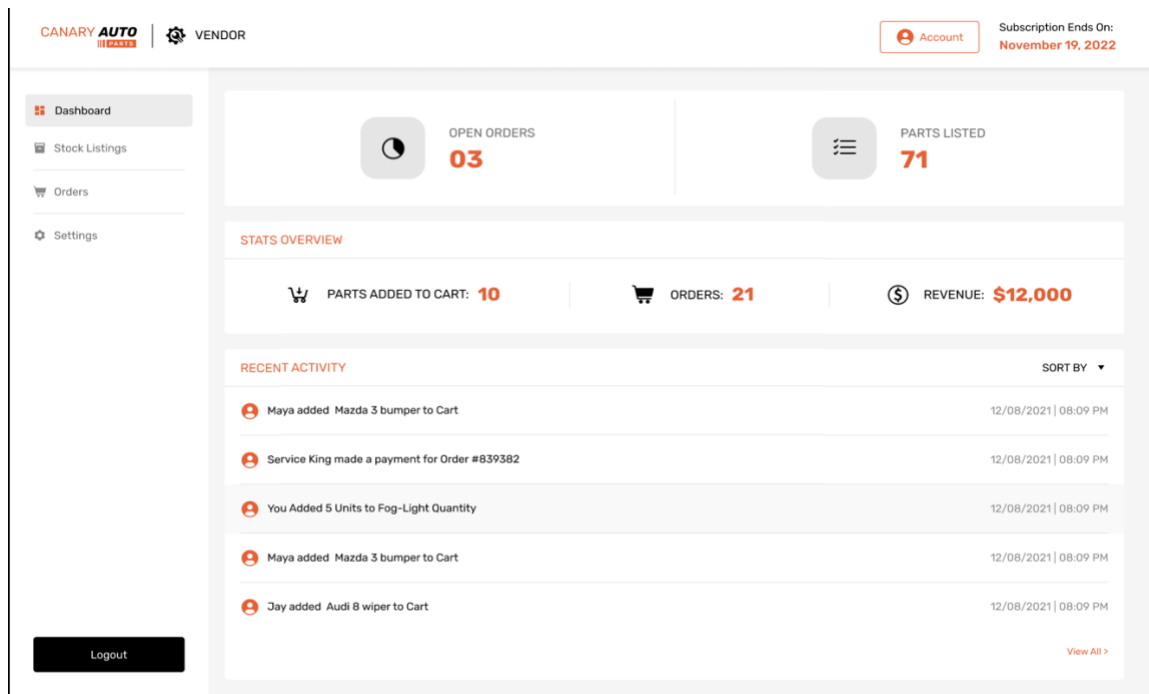 CANARY AUTO
PARTS
VENDOR
Account
Subscription Ends On:
November 19, 2022
Dashboard
Stock Listings
Orders
Settings
Logout
OPEN ORDERS
03
PARTS LISTED
71
STATS OVERVIEW
PARTS ADDED TO CART: 10
ORDERS: 21
REVENUE: $12,000
RECENT ACTIVITY
SORT BY
Maya added Mazda 3 bumper to Cart
12/08/2021 | 08:09 PM
Service King made a payment for Order #839382
12/08/2021 | 08:09 PM
You Added 5 Units to Fog-Light Quantity
12/08/2021 | 08:09 PM
Maya added Mazda 3 bumper to Cart
12/08/2021 | 08:09 PM
Jay added Audi 8 wiper to Cart
12/08/2021 | 08:09 PM
View All >